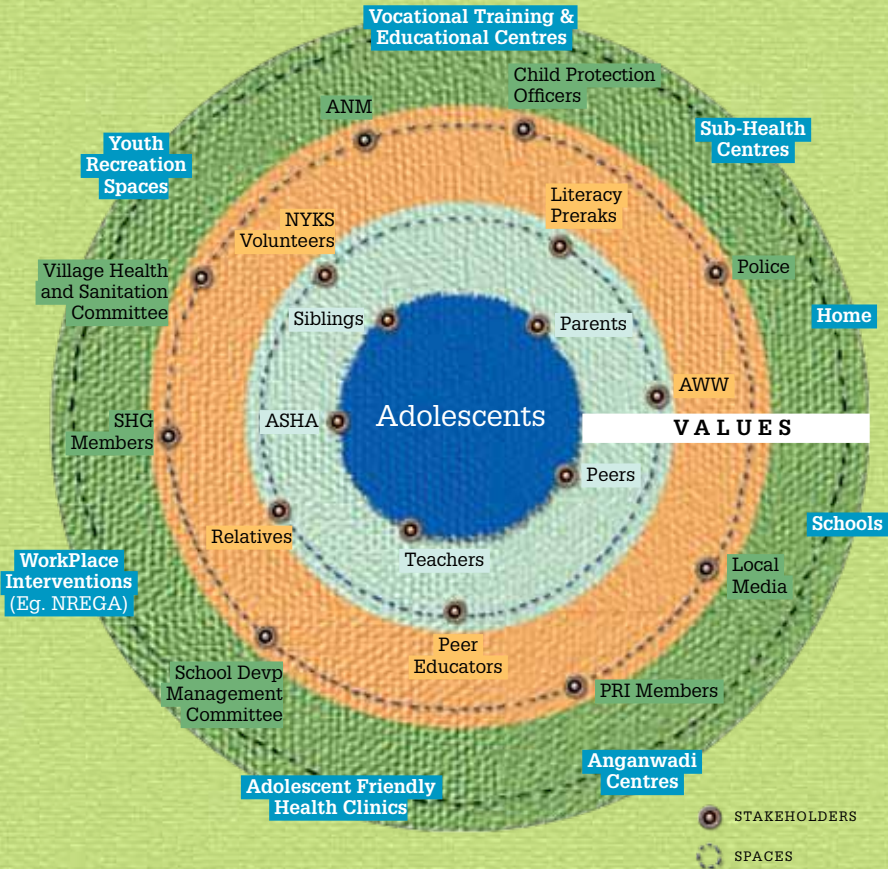 Vocational Training &
Educational Centres
Child Protection
Officers
ANM
Sub-Health
Centres
Youth
Recreation
Spaces
Literacy
Preraks
NYKS
Volunteers
Village Health
and Sanitation
Committee
Police
Siblings
Parents
Home
AWW
SHG
Members
ASHA
Adolescents
VALUES
Peers
Schools
Relatives
Teachers
WorkPlace
Interventions
(Eg. NREGA)
Local
Media
Peer
Educators
School Devp
Management
Committee
PRI Members
Anganwadi
Centres
Adolescent Friendly
Health Clinics
STAKEHOLDERS
SPACES